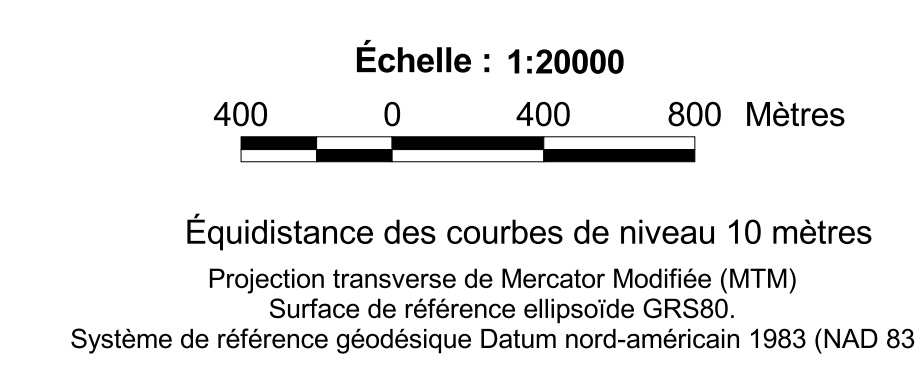 Échelle : 1:20000
400 0 400 800 Mètres
Équidistance des courbes de niveau 10 mètres
Projection transverse de Mercator Modifiée (MTM)
Surface de référence ellipsoïde GRS80.
Système de référence géodésique Datum nord-américain 1983 (NAD 83